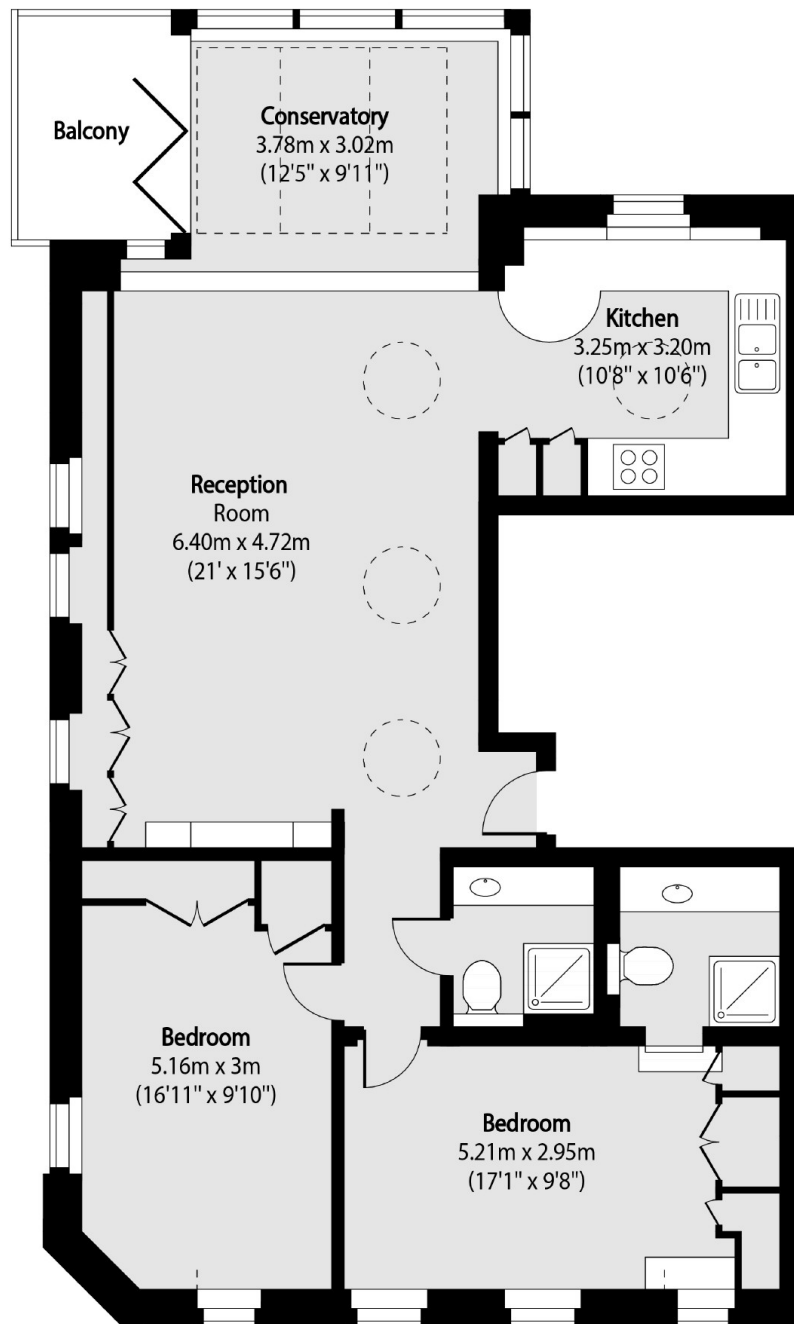 Balcony
Conservatory
3.78m x 3.02m
(12'5" x 9'11")
Kitchen
3.25m x 3.20m
(10'8" x 10'6")
Reception
Room
6.40m x 4.72m
(21' x 15'6")
Bedroom
5.16m x 3m
(16'11" x 9'10")
Bedroom
5.21m x 2.95m
(17'1" x 9'8")